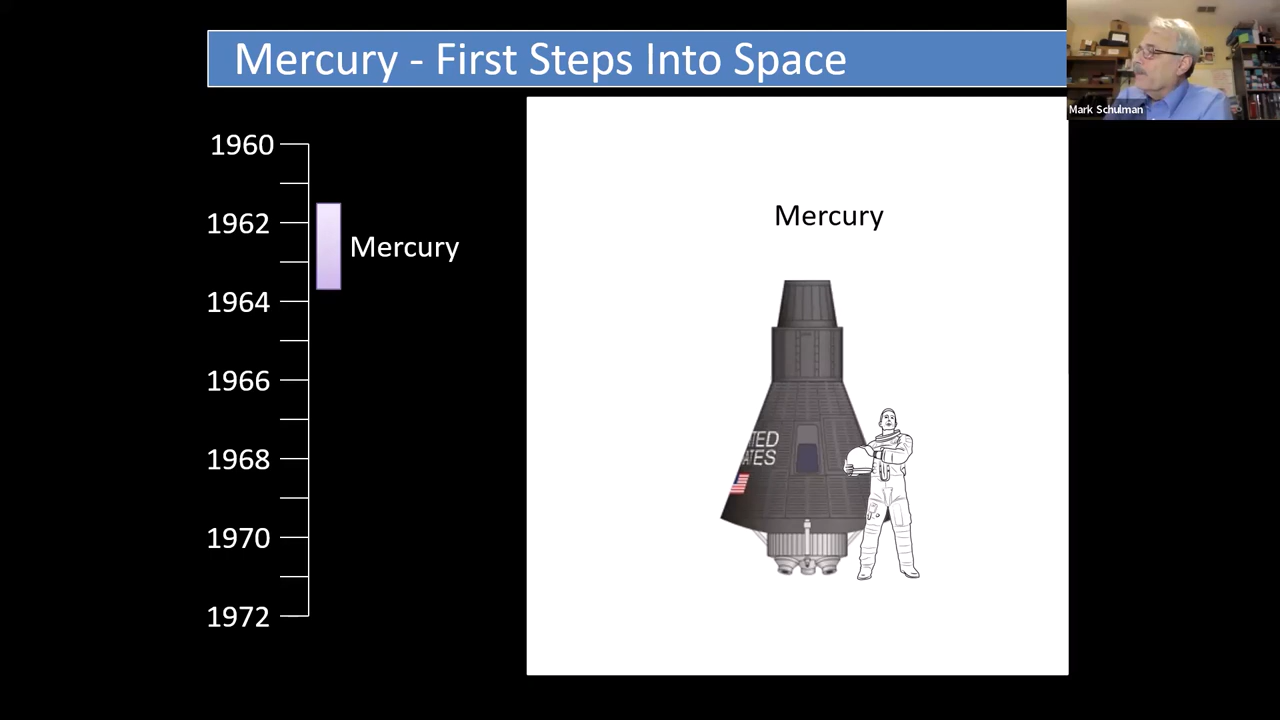 Mercury - First Steps Into Space
Mark Schulman
1960
1962
Mercury
1964
1966
1968
1970
1972
Mercury
TED
ATES